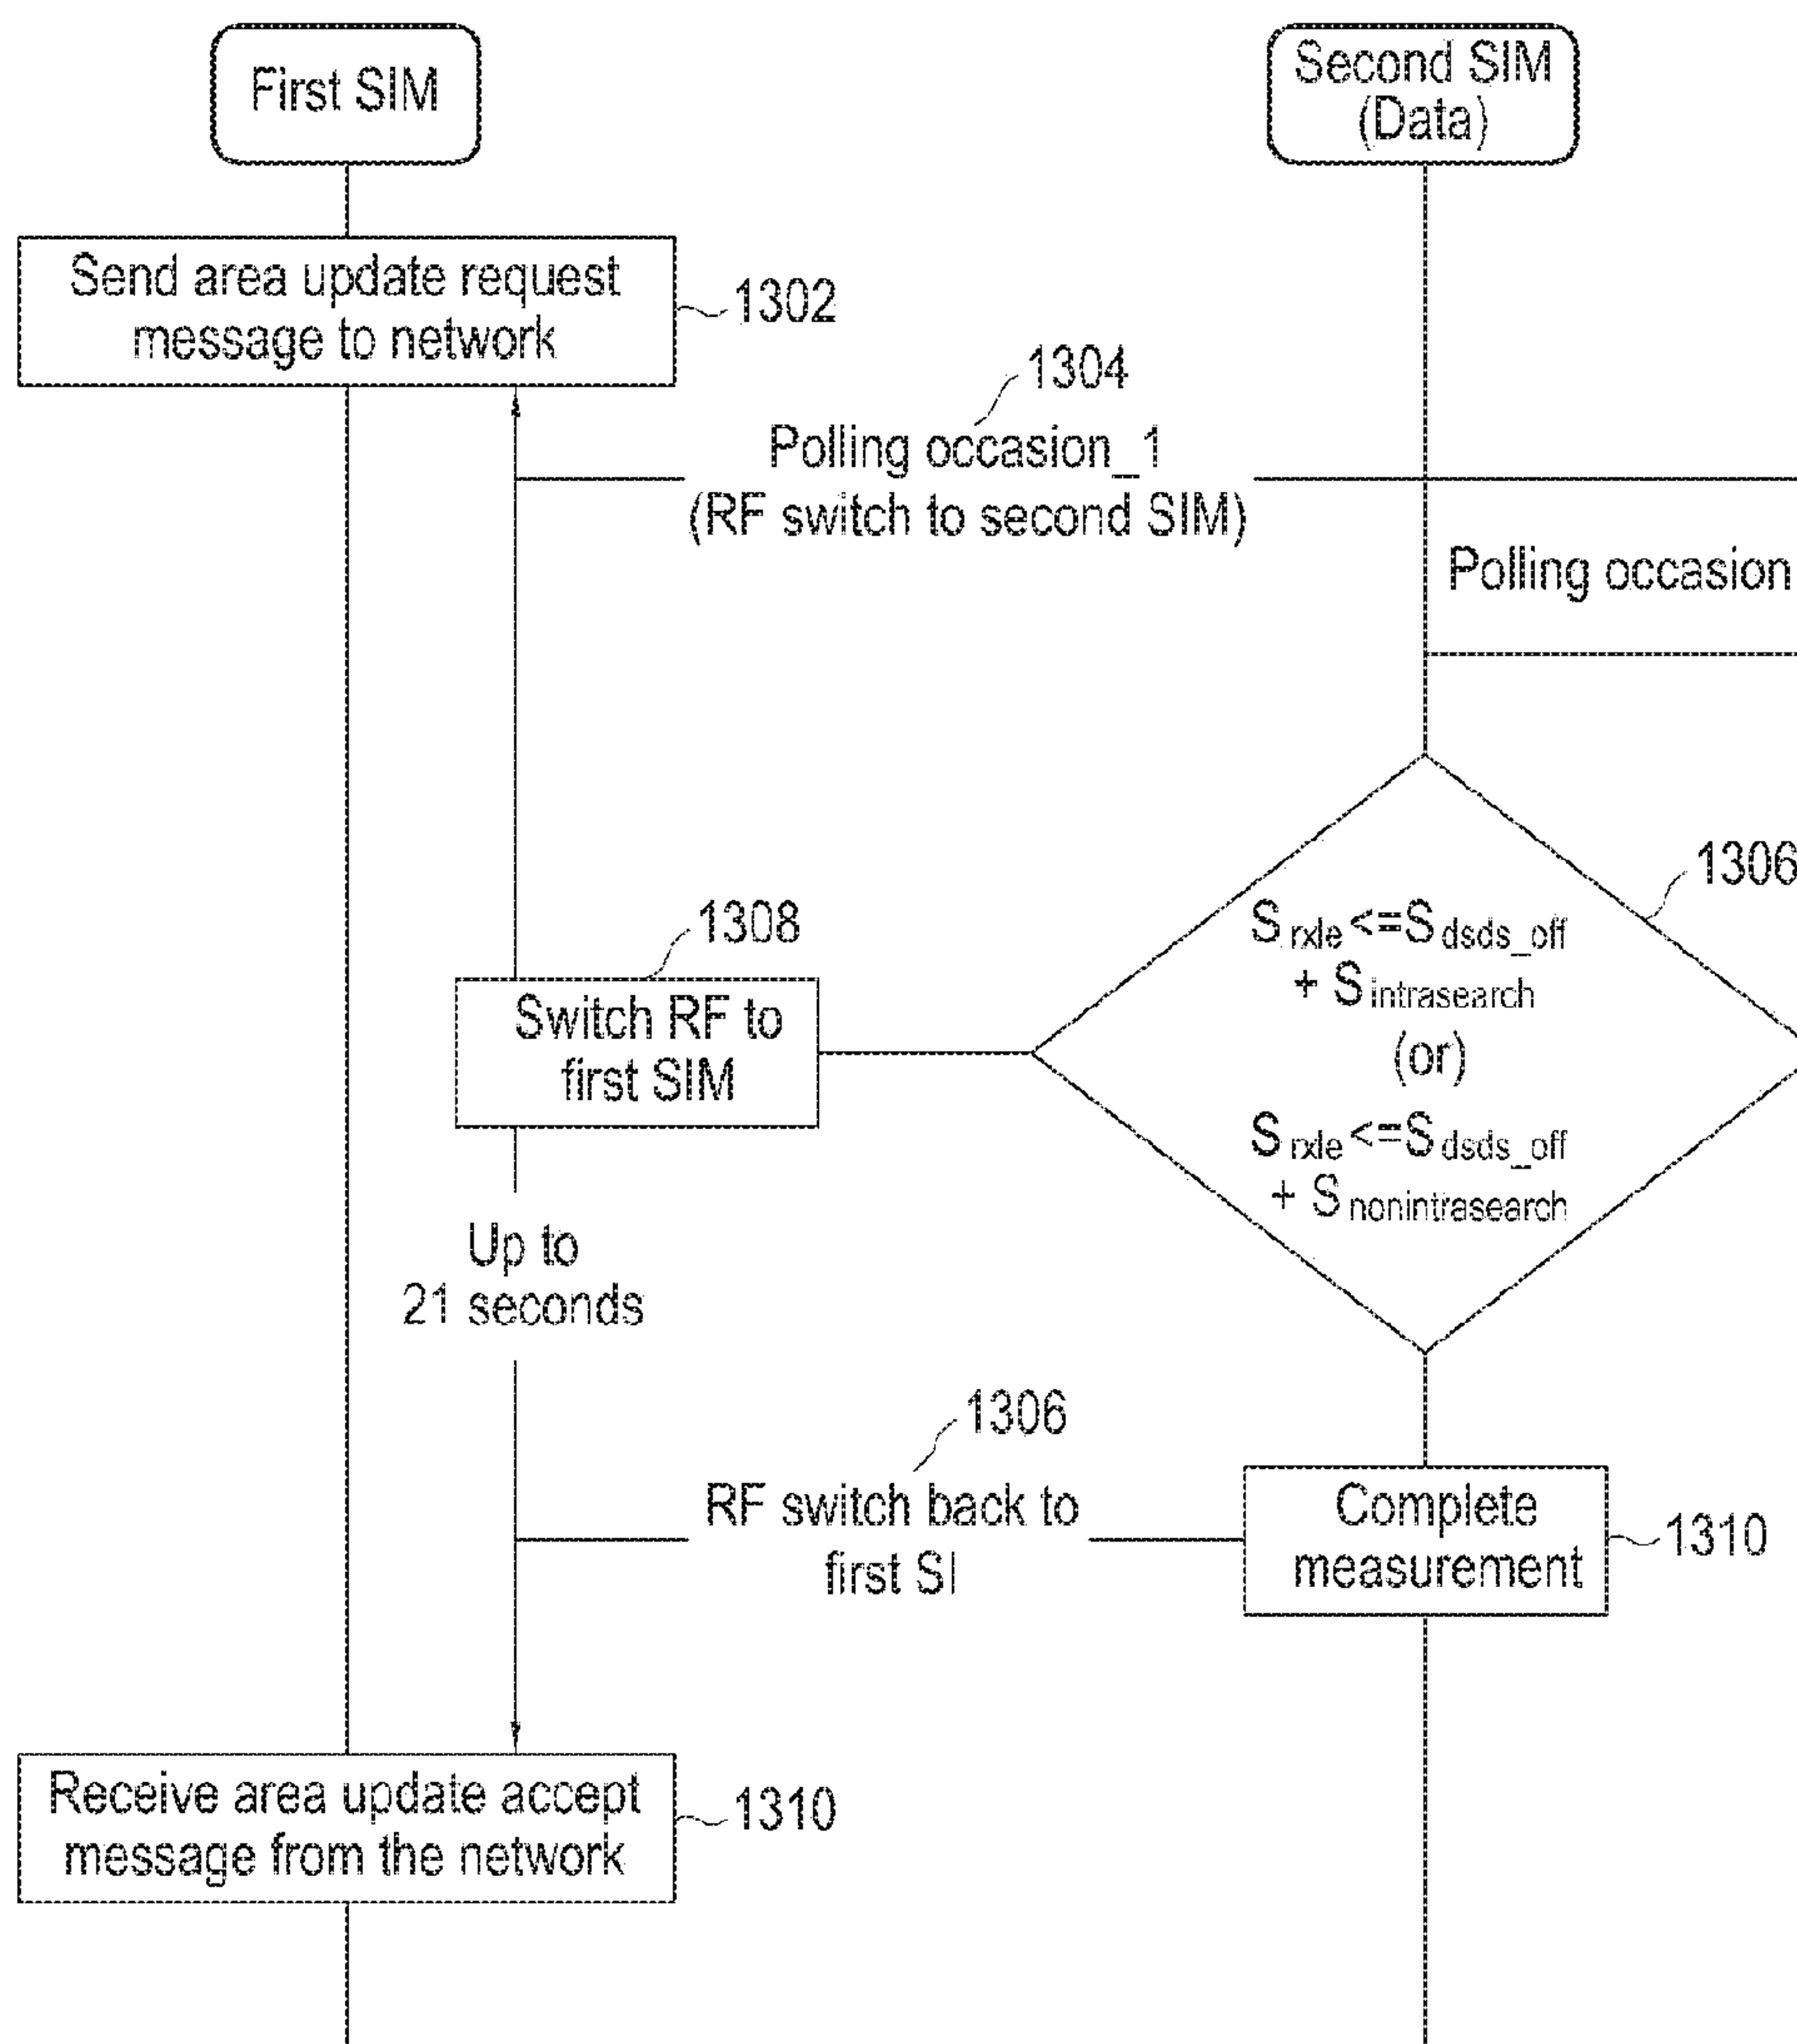 First SIM
Second SIM
(Data)
Send area update request
message to network
1302
1304
Polling occasion_1
(RF switch to second SIM)
Polling occasion
1306
S rxle <=S dsds_off
+ S intrasearch
(or)
S rxle <=S dsds_off
+ S nonintrasearch
1308
Switch RF to
first SIM
Up to
21 seconds
1306
RF switch back to
first SI
Complete
measurement
1310
Receive area update accept
message from the network
1310